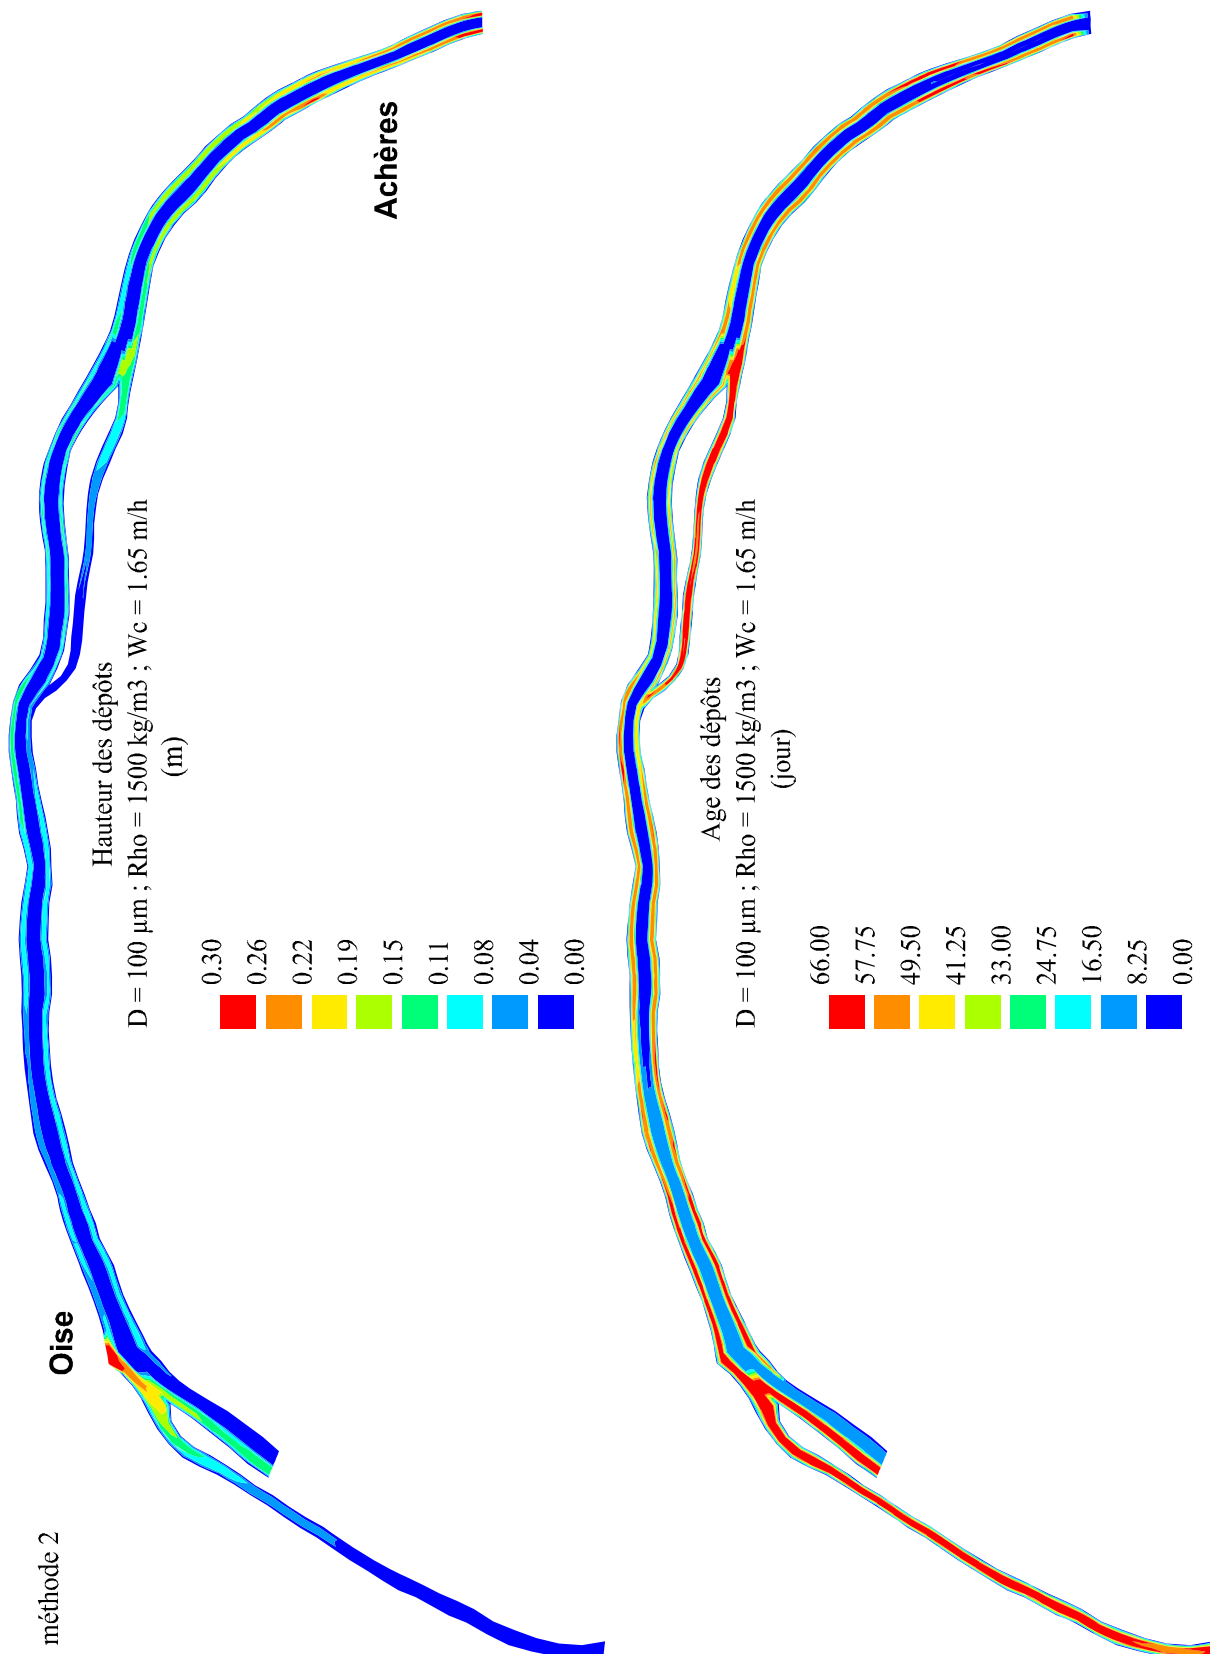 méthode 2
Oise
Achères
Hauteur des dépôts
D = 100 µm ; Rho = 1500 kg/m3 ; Wc = 1.65 m/h
(m)
0.30
0.26
0.22
0.19
0.15
0.11
0.08
0.04
0.00
Age des dépôts
D = 100 µm ; Rho = 1500 kg/m3 ; Wc = 1.65 m/h
(jour)
66.00
57.75
49.50
41.25
33.00
24.75
16.50
8.25
0.00